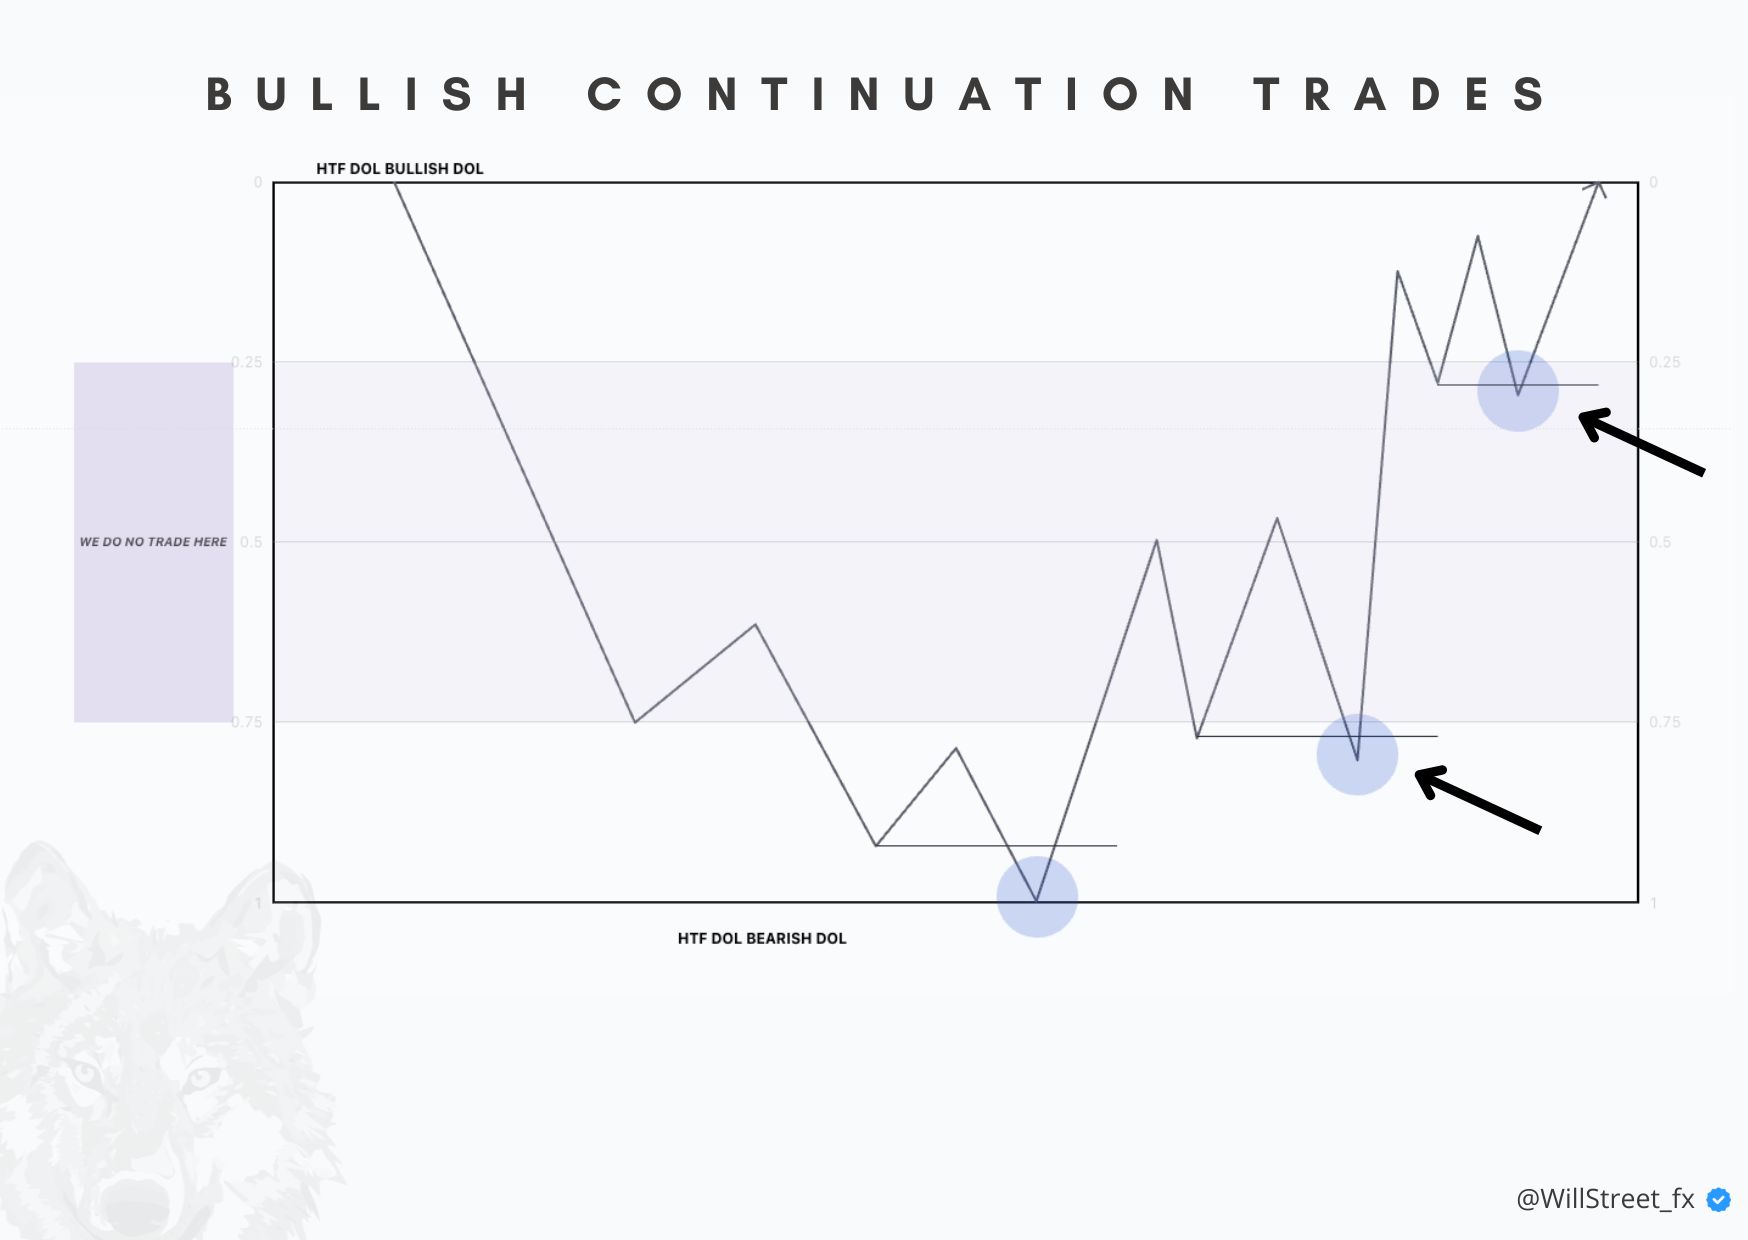 BULLISH CONTINUATION TRADES
HTF DOL BULLISH DOL
0 0
0.25 0.25
WE DO NO TRADE HERE 0.5 0.5
0.75 0.75
1 1
HTF DOL BEARISH DOL
@WillStreet_fx